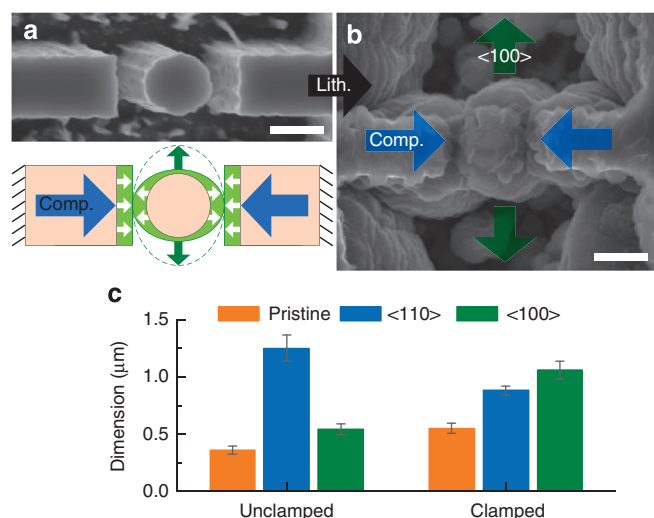 a
b
<100>
Lith.
Comp.
Comp.
c
Pristine <110> <100>
1.5
1.0
0.5
0.0
Dimension (μm)
Unclamped Clamped